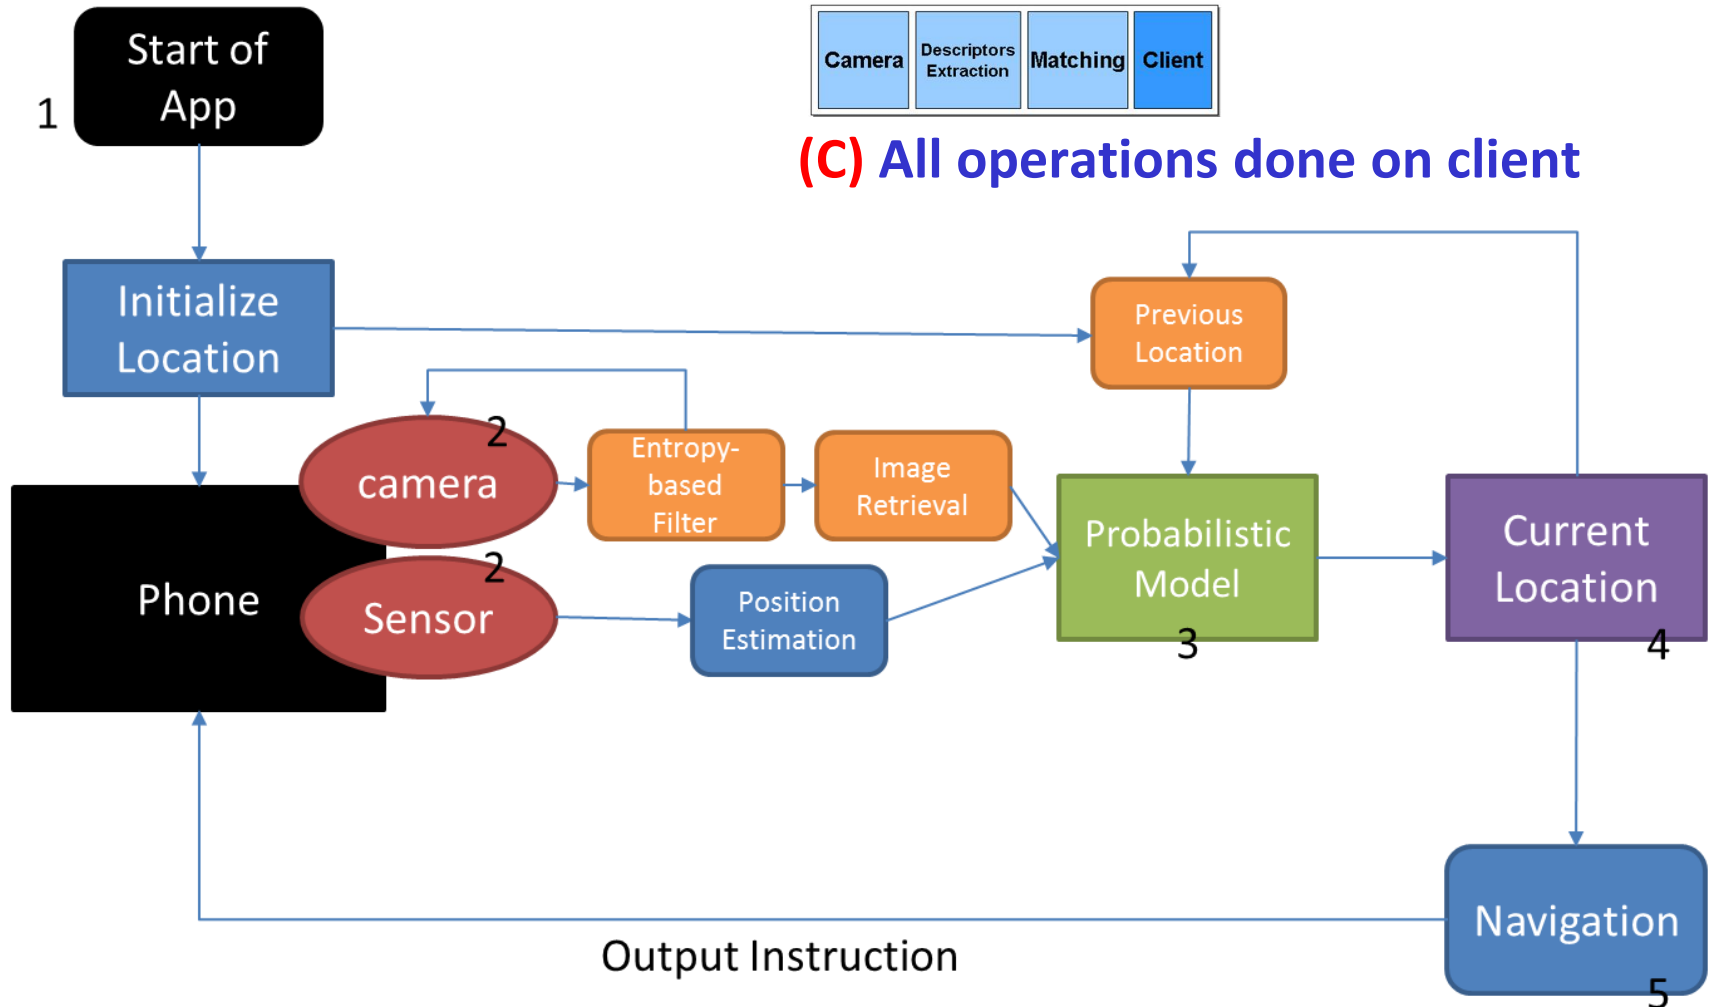 Start of
App
1
Camera
Descriptors
Extraction
Matching
Client
(C) All operations done on client
Initialize
Location
Previous
Location
camera
2
Entropy-
based
Filter
Image
Retrieval
Probabilistic
Model
3
Current
Location
4
Phone
Sensor
2
Position
Estimation
Navigation
5
Output Instruction